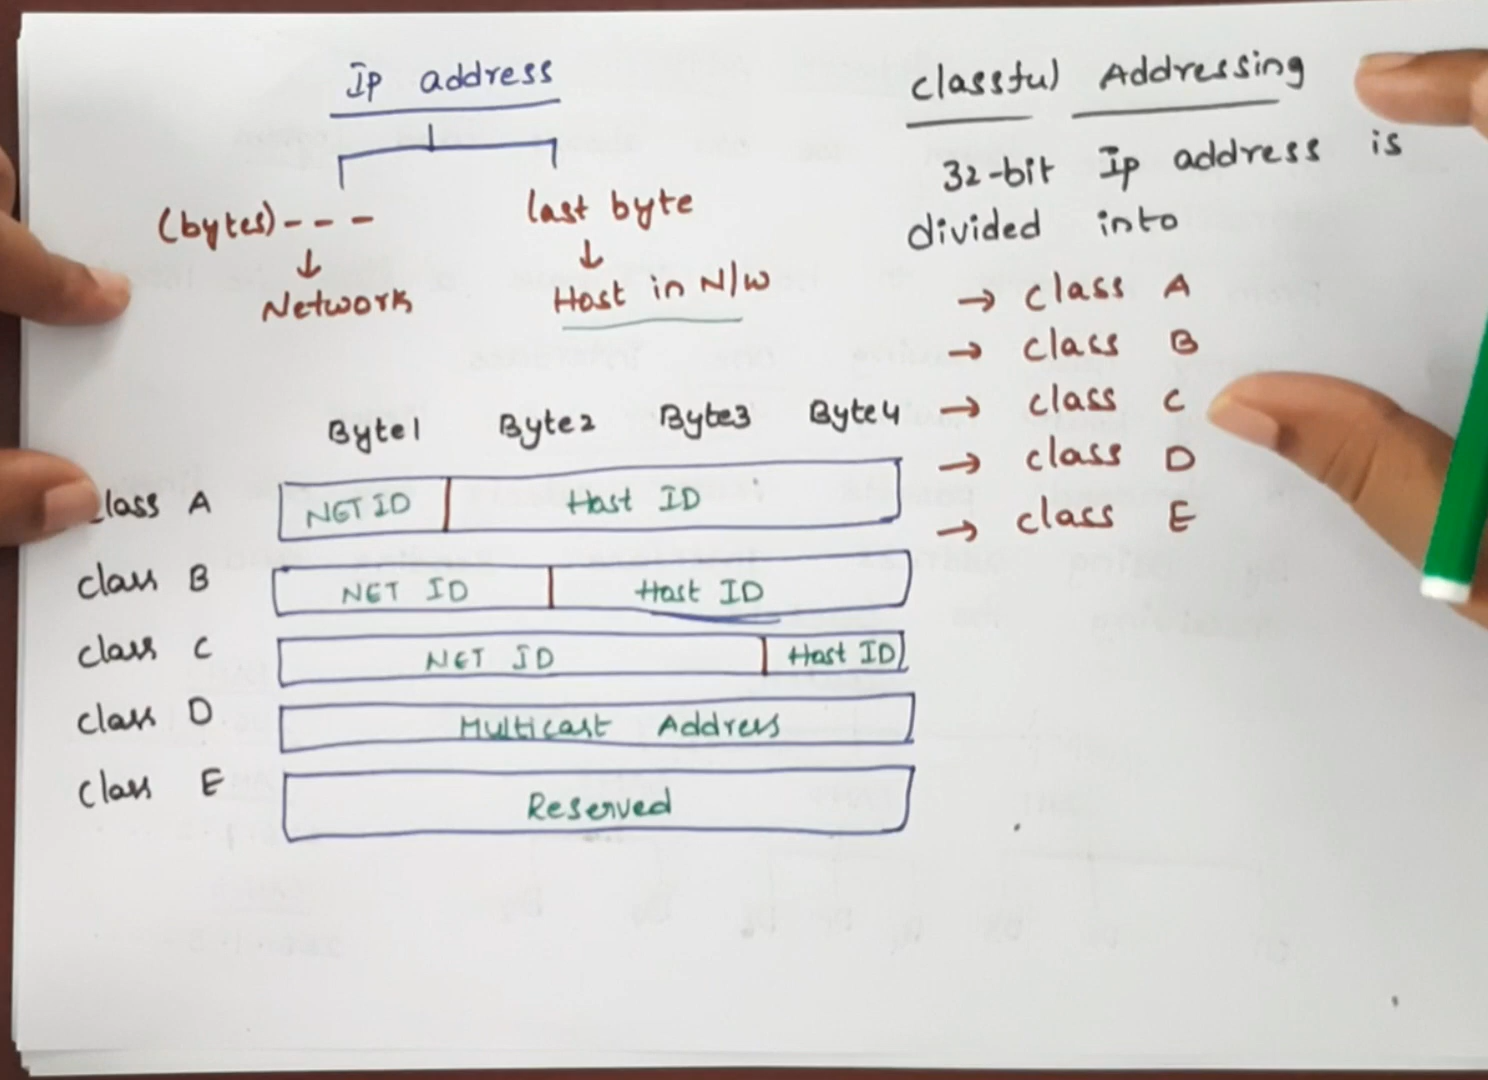 Ip address
(bytes)---
↓
Network
last byte
↓
Host in N/W
classful Addressing
32-bit Ip address is
divided into
→ class A
→ class B
→ class C
→ class D
→ class E
Byte1 Byte2 Byte3 Byte4
class A NET ID Host ID
class B NET ID Host ID
class C NET ID Host ID
class D Multicast Address
class E Reserved